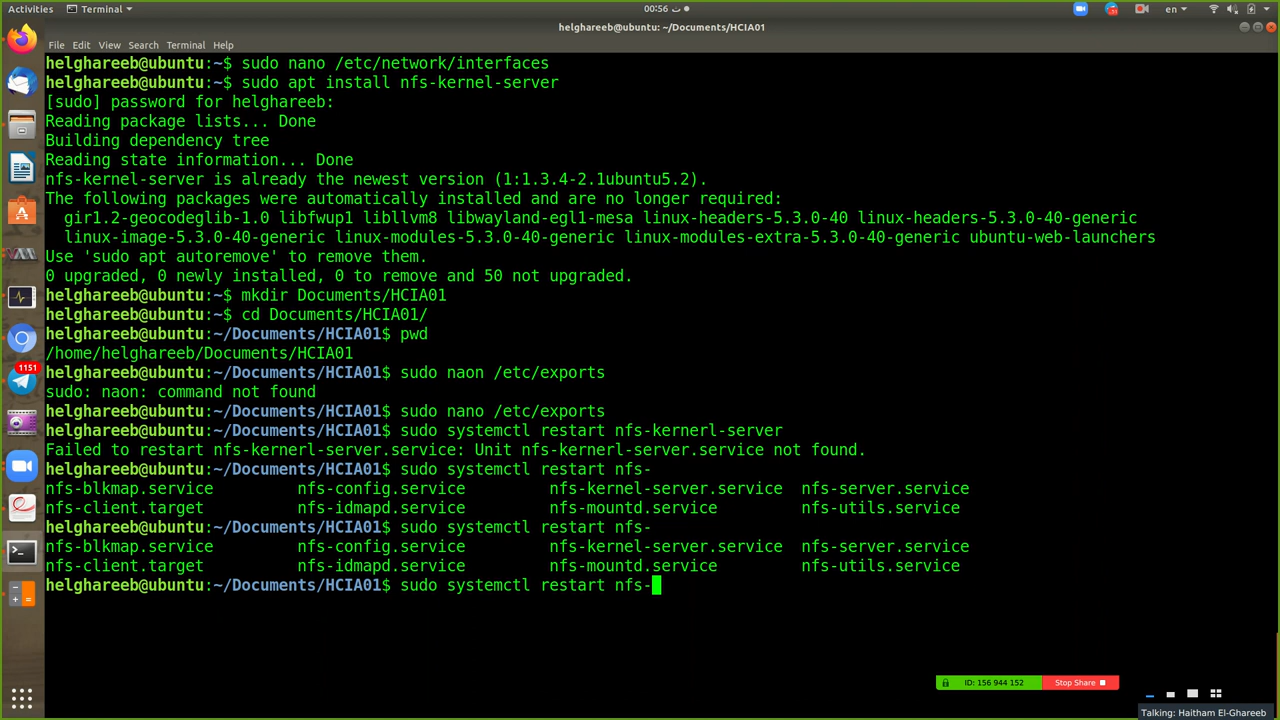 Activities Terminal 00:56 ت en
helghareeb@ubuntu: ~/Documents/HCIA01
File Edit View Search Terminal Help
helghareeb@ubuntu:~$ sudo nano /etc/network/interfaces
helghareeb@ubuntu:~$ sudo apt install nfs-kernel-server
[sudo] password for helghareeb:
Reading package lists... Done
Building dependency tree
Reading state information... Done
nfs-kernel-server is already the newest version (1:1.3.4-2.1ubuntu5.2).
The following packages were automatically installed and are no longer required:
gir1.2-geocodeglib-1.0 libfwup1 libllvm8 libwayland-egl1-mesa linux-headers-5.3.0-40 linux-headers-5.3.0-40-generic
linux-image-5.3.0-40-generic linux-modules-5.3.0-40-generic linux-modules-extra-5.3.0-40-generic ubuntu-web-launchers
Use 'sudo apt autoremove' to remove them.
0 upgraded, 0 newly installed, 0 to remove and 50 not upgraded.
helghareeb@ubuntu:~$ mkdir Documents/HCIA01
helghareeb@ubuntu:~$ cd Documents/HCIA01/
helghareeb@ubuntu:~/Documents/HCIA01$ pwd
/home/helghareeb/Documents/HCIA01
helghareeb@ubuntu:~/Documents/HCIA01$ sudo naon /etc/exports
sudo: naon: command not found
helghareeb@ubuntu:~/Documents/HCIA01$ sudo nano /etc/exports
helghareeb@ubuntu:~/Documents/HCIA01$ sudo systemctl restart nfs-kernerl-server
Failed to restart nfs-kernerl-server.service: Unit nfs-kernerl-server.service not found.
helghareeb@ubuntu:~/Documents/HCIA01$ sudo systemctl restart nfs-
nfs-blkmap.service nfs-config.service nfs-kernel-server.service nfs-server.service
nfs-client.target nfs-idmapd.service nfs-mountd.service nfs-utils.service
helghareeb@ubuntu:~/Documents/HCIA01$ sudo systemctl restart nfs-
nfs-blkmap.service nfs-config.service nfs-kernel-server.service nfs-server.service
nfs-client.target nfs-idmapd.service nfs-mountd.service nfs-utils.service
helghareeb@ubuntu:~/Documents/HCIA01$ sudo systemctl restart nfs-
1151
ID: 156 944 152 Stop Share
Talking: Haitham El-Ghareeb